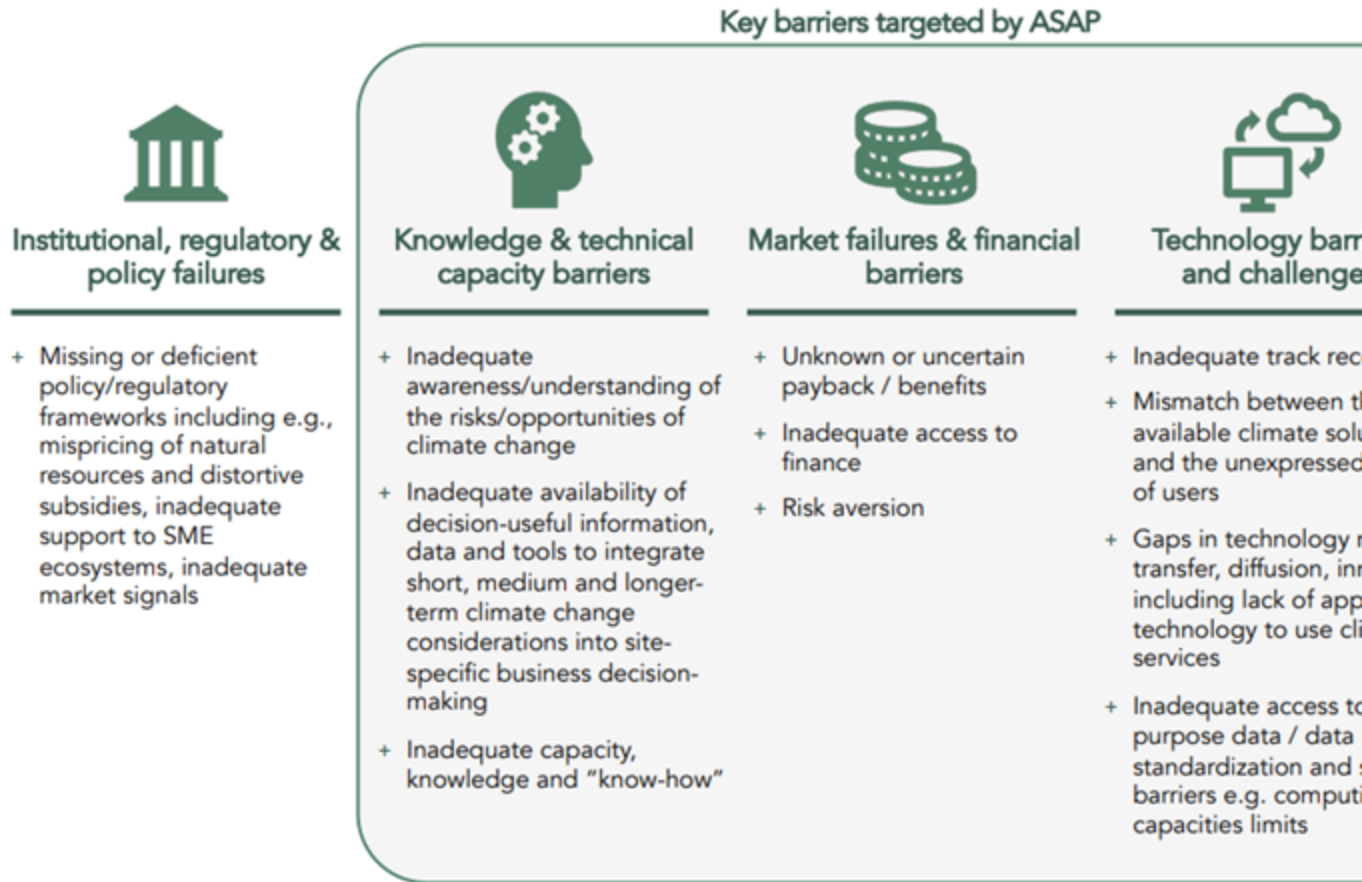 Key barriers targeted by ASAP
Institutional, regulatory &
policy failures
+ Missing or deficient
policy/regulatory
frameworks including e.g.,
mispricing of natural
resources and distortive
subsidies, inadequate
support to SME
ecosystems, inadequate
market signals
Knowledge & technical
capacity barriers
+ Inadequate
awareness/understanding of
the risks/opportunities of
climate change
+ Inadequate availability of
decision-useful information,
data and tools to integrate
short, medium and longer-
term climate change
considerations into site-
specific business decision-
making
+ Inadequate capacity,
knowledge and “know-how”
Market failures & financial
barriers
+ Unknown or uncertain
payback / benefits
+ Inadequate access to
finance
+ Risk aversion
Technology
and
+ Inadequate track
+ Mismatch between
available climate
and the unexpressed
of users
+ Gaps in technology
transfer, diffusion,
including lack of
technology to use
services
+ Inadequate access to
purpose data / data
standardization and
barriers e.g.
capacities limits